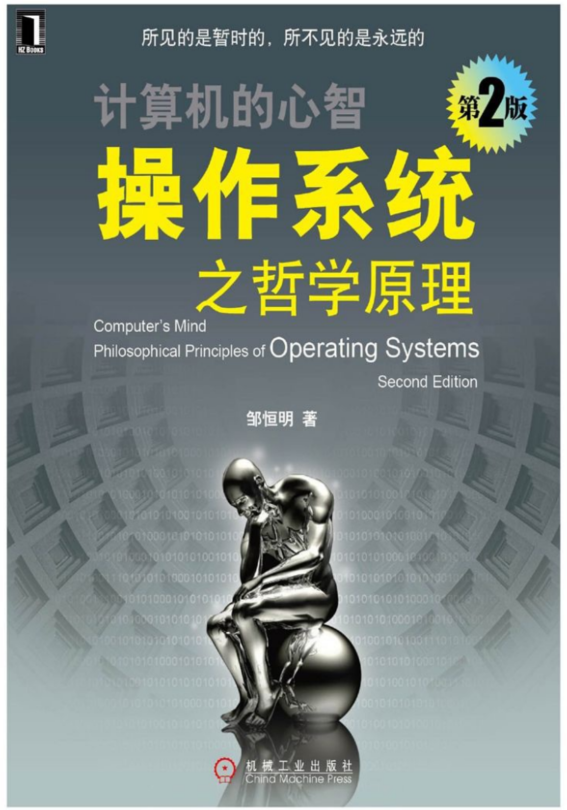 HZ Books
所见的是暂时的，所不见的是永远的
计算机的心智
第2版
操作系统
之哲学原理
Computer's Mind
Philosophical Principles of Operating Systems
Second Edition
邹恒明 著
机械工业出版社
China Machine Press